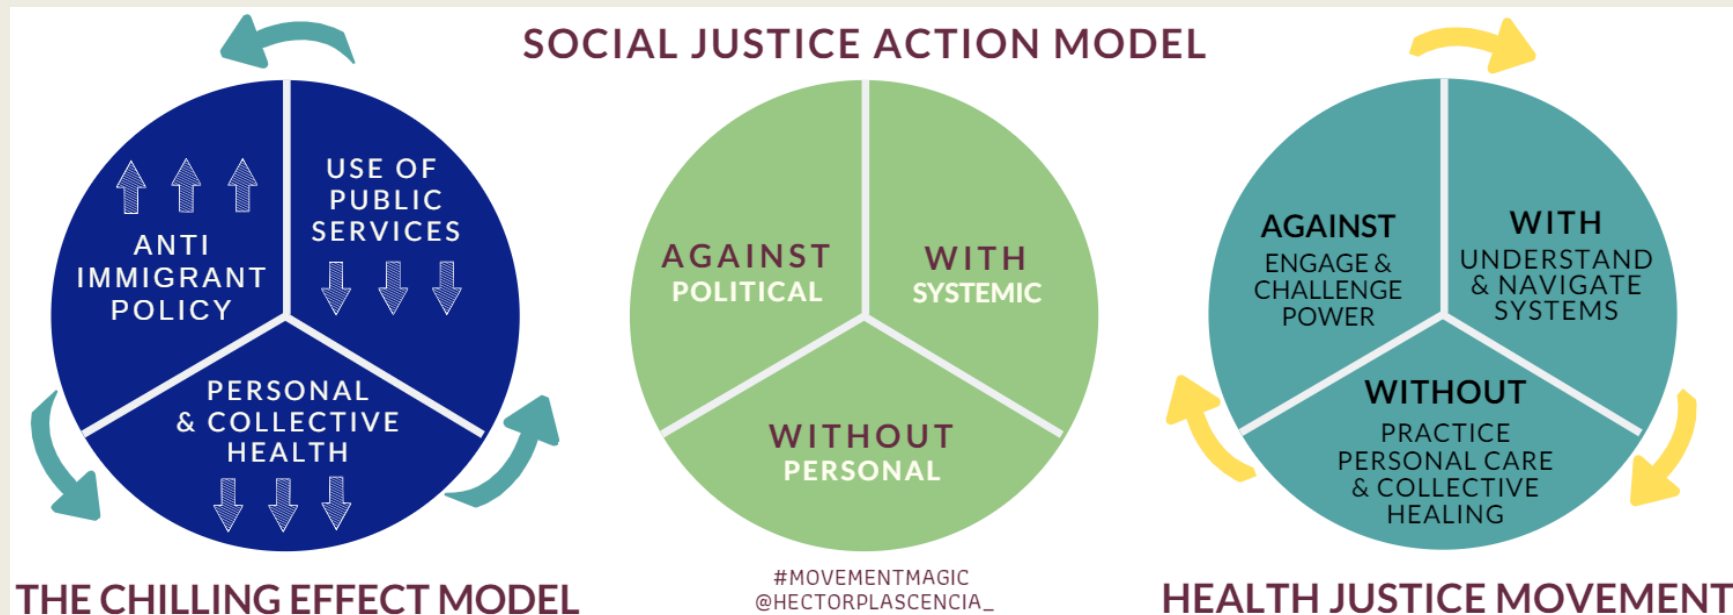 SOCIAL JUSTICE ACTION MODEL
ANTI
IMMIGRANT
POLICY
USE OF
PUBLIC
SERVICES
PERSONAL
& COLLECTIVE
HEALTH
THE CHILLING EFFECT MODEL
AGAINST
POLITICAL
WITH
SYSTEMIC
WITHOUT
PERSONAL
#MOVEMENTMAGIC
@HECTORPLASCENCIA_
AGAINST
ENGAGE &
CHALLENGE
POWER
WITH
UNDERSTAND
& NAVIGATE
SYSTEMS
WITHOUT
PRACTICE
PERSONAL CARE
& COLLECTIVE
HEALING
HEALTH JUSTICE MOVEMENT